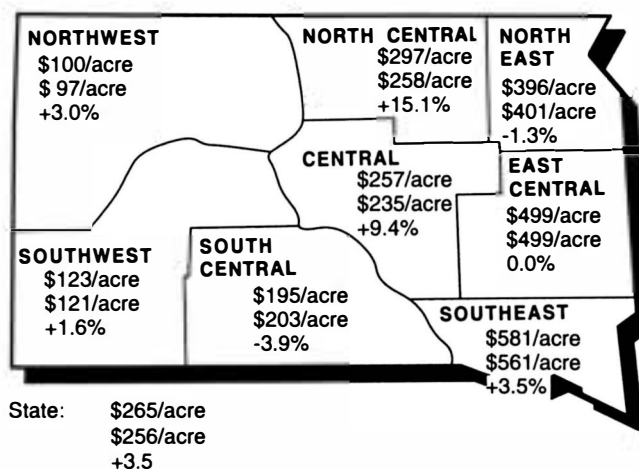 NORTHWEST
$100/acre
$ 97/acre
+3.0%
NORTH CENTRAL
$297/acre
$258/acre
+15.1%
NORTH
EAST
$396/acre
$401/acre
-1.3%
CENTRAL
$257/acre
$235/acre
+9.4%
EAST
CENTRAL
$499/acre
$499/acre
0.0%
SOUTHWEST
$123/acre
$121/acre
+1.6%
SOUTH
CENTRAL
$195/acre
$203/acre
-3.9%
SOUTHEAST
$581/acre
$561/acre
+3.5%
State: $265/acre
$256/acre
+3.5